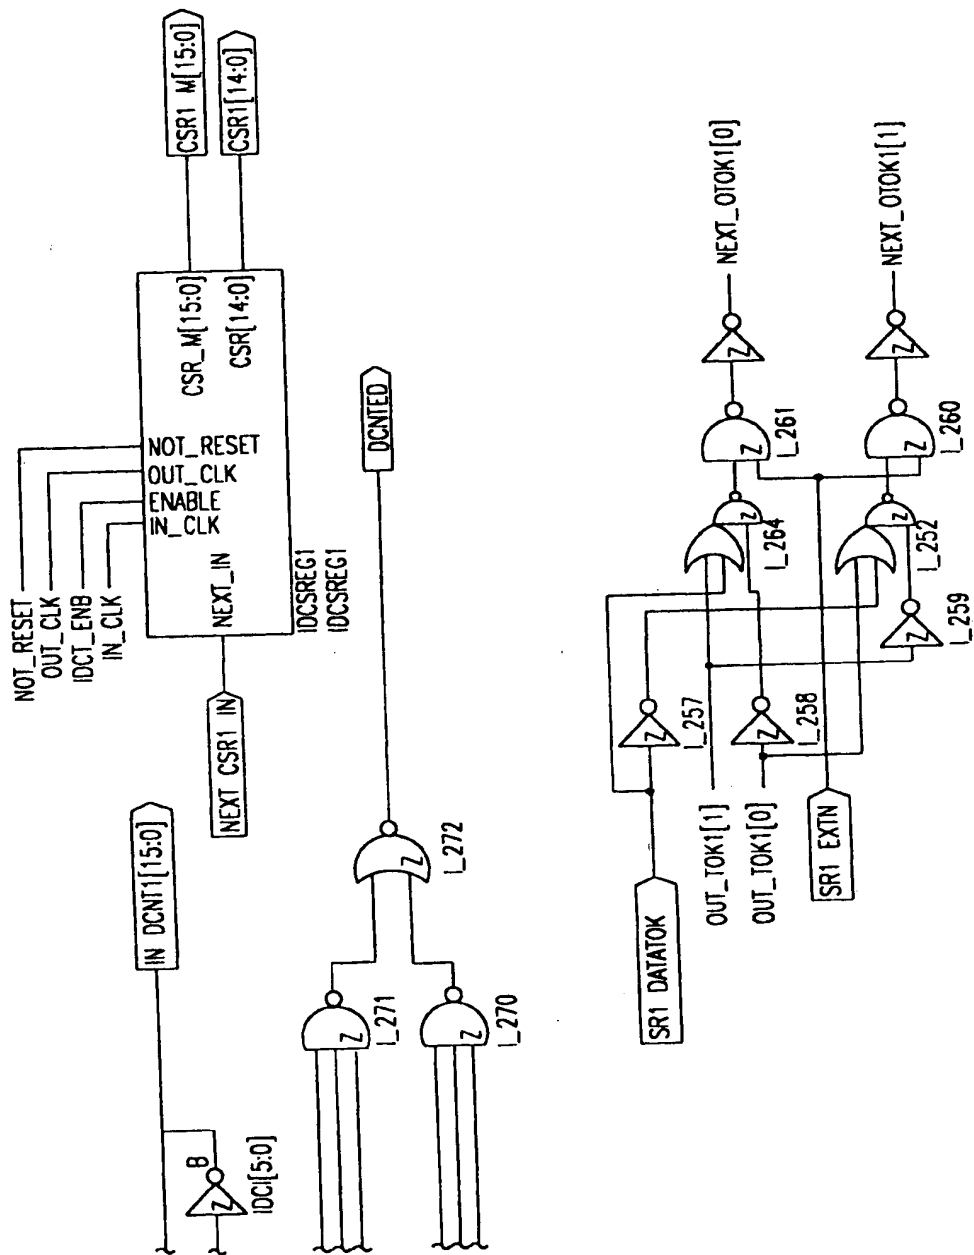 CSR1 M[15:0]
CSR1[14:0]
NOT_RESET
OUT_CLK
IDCT_ENB
IN_CLK
NOT_RESET
OUT_CLK
ENABLE
IN_CLK
CSR_M[15:0]
CSR[14:0]
NEXT_IN
IDCSREG1
IDCSREG1
NEXT CSR1 IN
IN DCNT1[15:0]
B
Z
IDCI[5:0]
Z
I_271
Z
I_270
Z
I_272
DCNTED
SR1 DATATOK
OUT_TOK1[1]
OUT_TOK1[0]
SR1 EXTN
Z
I_257
Z
I_258
Z
I_259
Z
I_264
Z
I_252
Z
I_261
Z
I_260
Z
NEXT_OTOK1[0]
Z
NEXT_OTOK1[1]